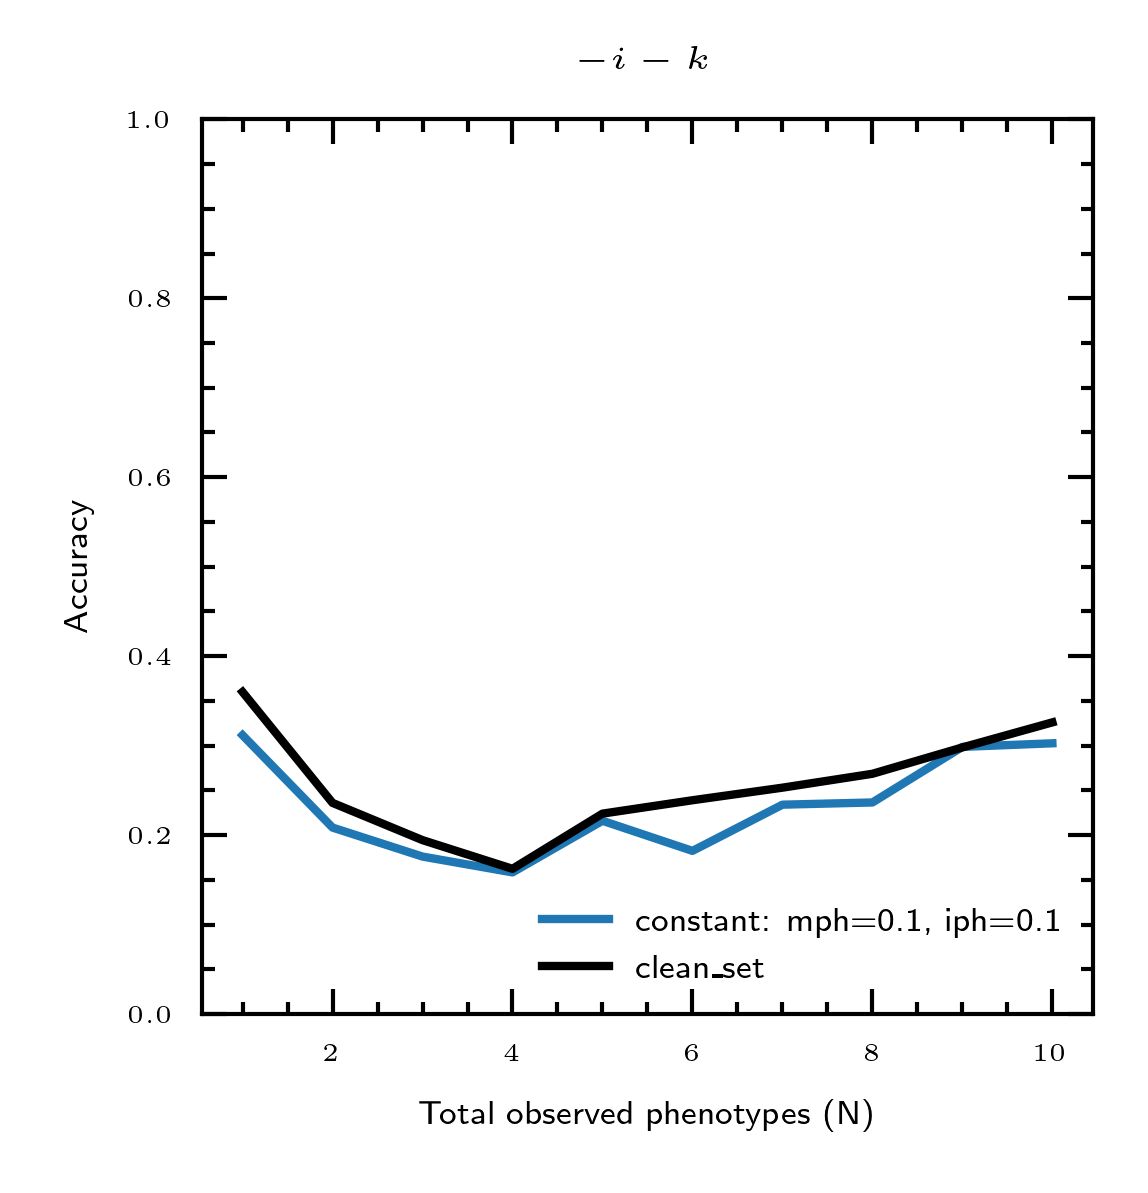 −i − k
1.0
0.8
0.6
0.4
0.2
0.0
Accuracy
constant: mph=0.1, iph=0.1
clean_set
2 4 6 8 10
Total observed phenotypes (N)